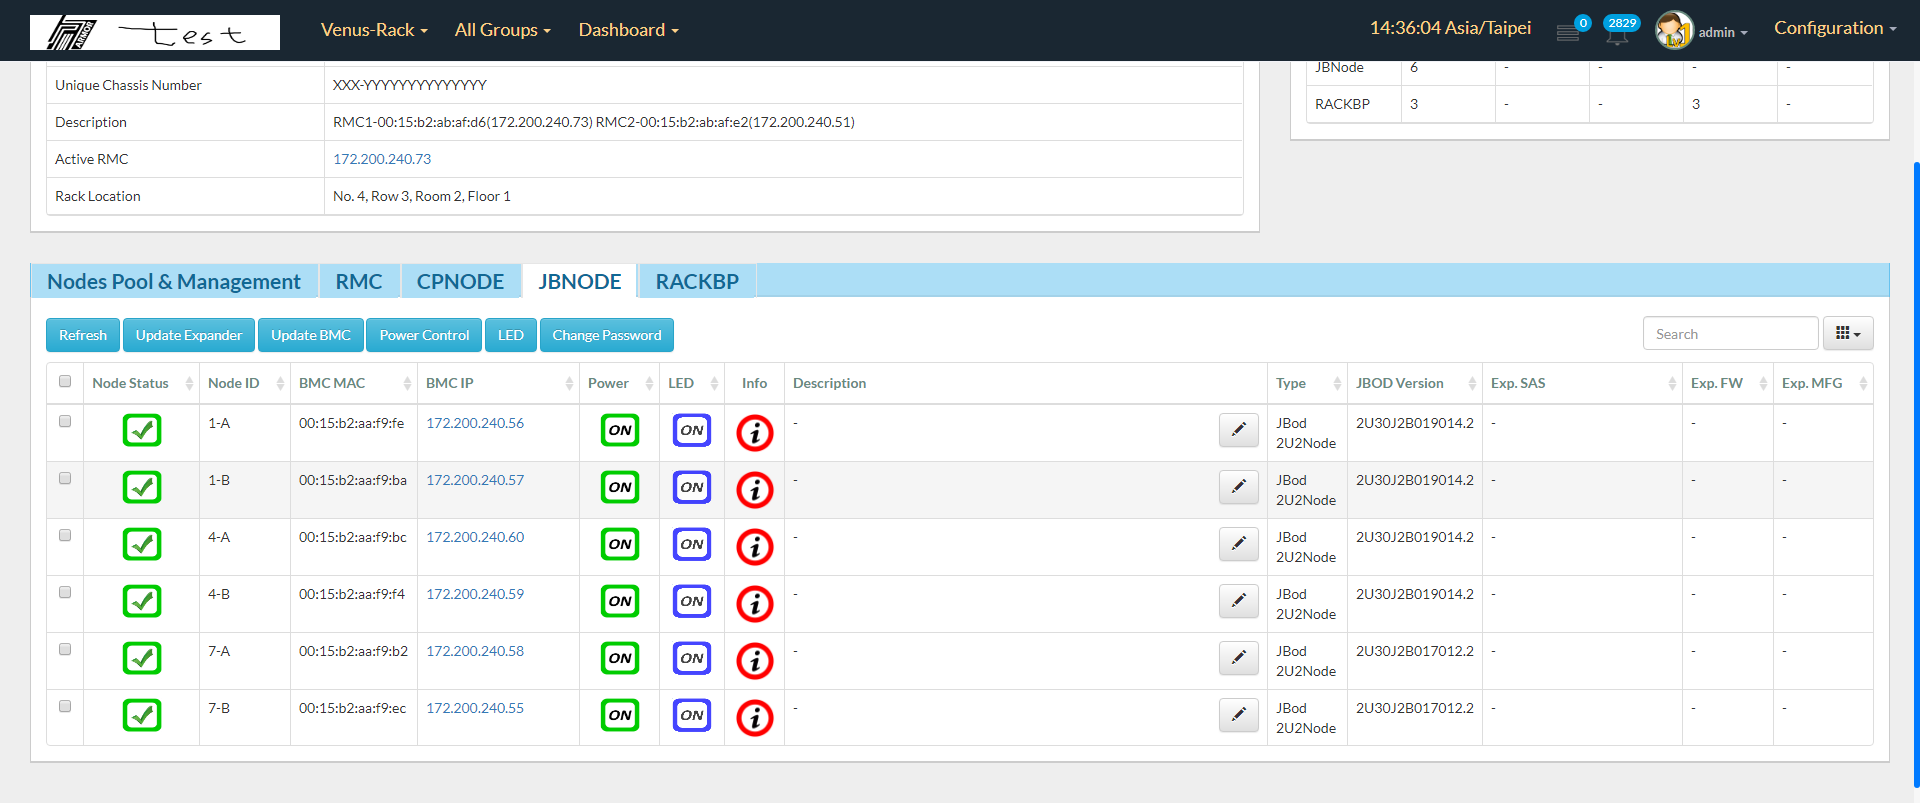 ARMOR test Venus-Rack All Groups Dashboard 14:36:04 Asia/Taipei 0 2829 admin Configuration
JBNode 6 - - - -
Unique Chassis Number XXX-YYYYYYYYYYYYYY
RACKBP 3 - - 3 -
Description RMC1-00:15:b2:ab:af:d6(172.200.240.73) RMC2-00:15:b2:ab:af:e2(172.200.240.51)
Active RMC 172.200.240.73
Rack Location No. 4, Row 3, Room 2, Floor 1
Nodes Pool & Management RMC CPNODE JBNODE RACKBP
Refresh Update Expander Update BMC Power Control LED Change Password Search
Node Status Node ID BMC MAC BMC IP Power LED Info Description Type JBOD Version Exp. SAS Exp. FW Exp. MFG
1-A 00:15:b2:aa:f9:fe 172.200.240.56 ON ON i - JBod 2U30J2B019014.2 - - -
2U2Node
1-B 00:15:b2:aa:f9:ba 172.200.240.57 ON ON i - JBod 2U30J2B019014.2 - - -
2U2Node
4-A 00:15:b2:aa:f9:bc 172.200.240.60 ON ON i - JBod 2U30J2B019014.2 - - -
2U2Node
4-B 00:15:b2:aa:f9:f4 172.200.240.59 ON ON i - JBod 2U30J2B019014.2 - - -
2U2Node
7-A 00:15:b2:aa:f9:b2 172.200.240.58 ON ON i - JBod 2U30J2B017012.2 - - -
2U2Node
7-B 00:15:b2:aa:f9:ec 172.200.240.55 ON ON i - JBod 2U30J2B017012.2 - - -
2U2Node